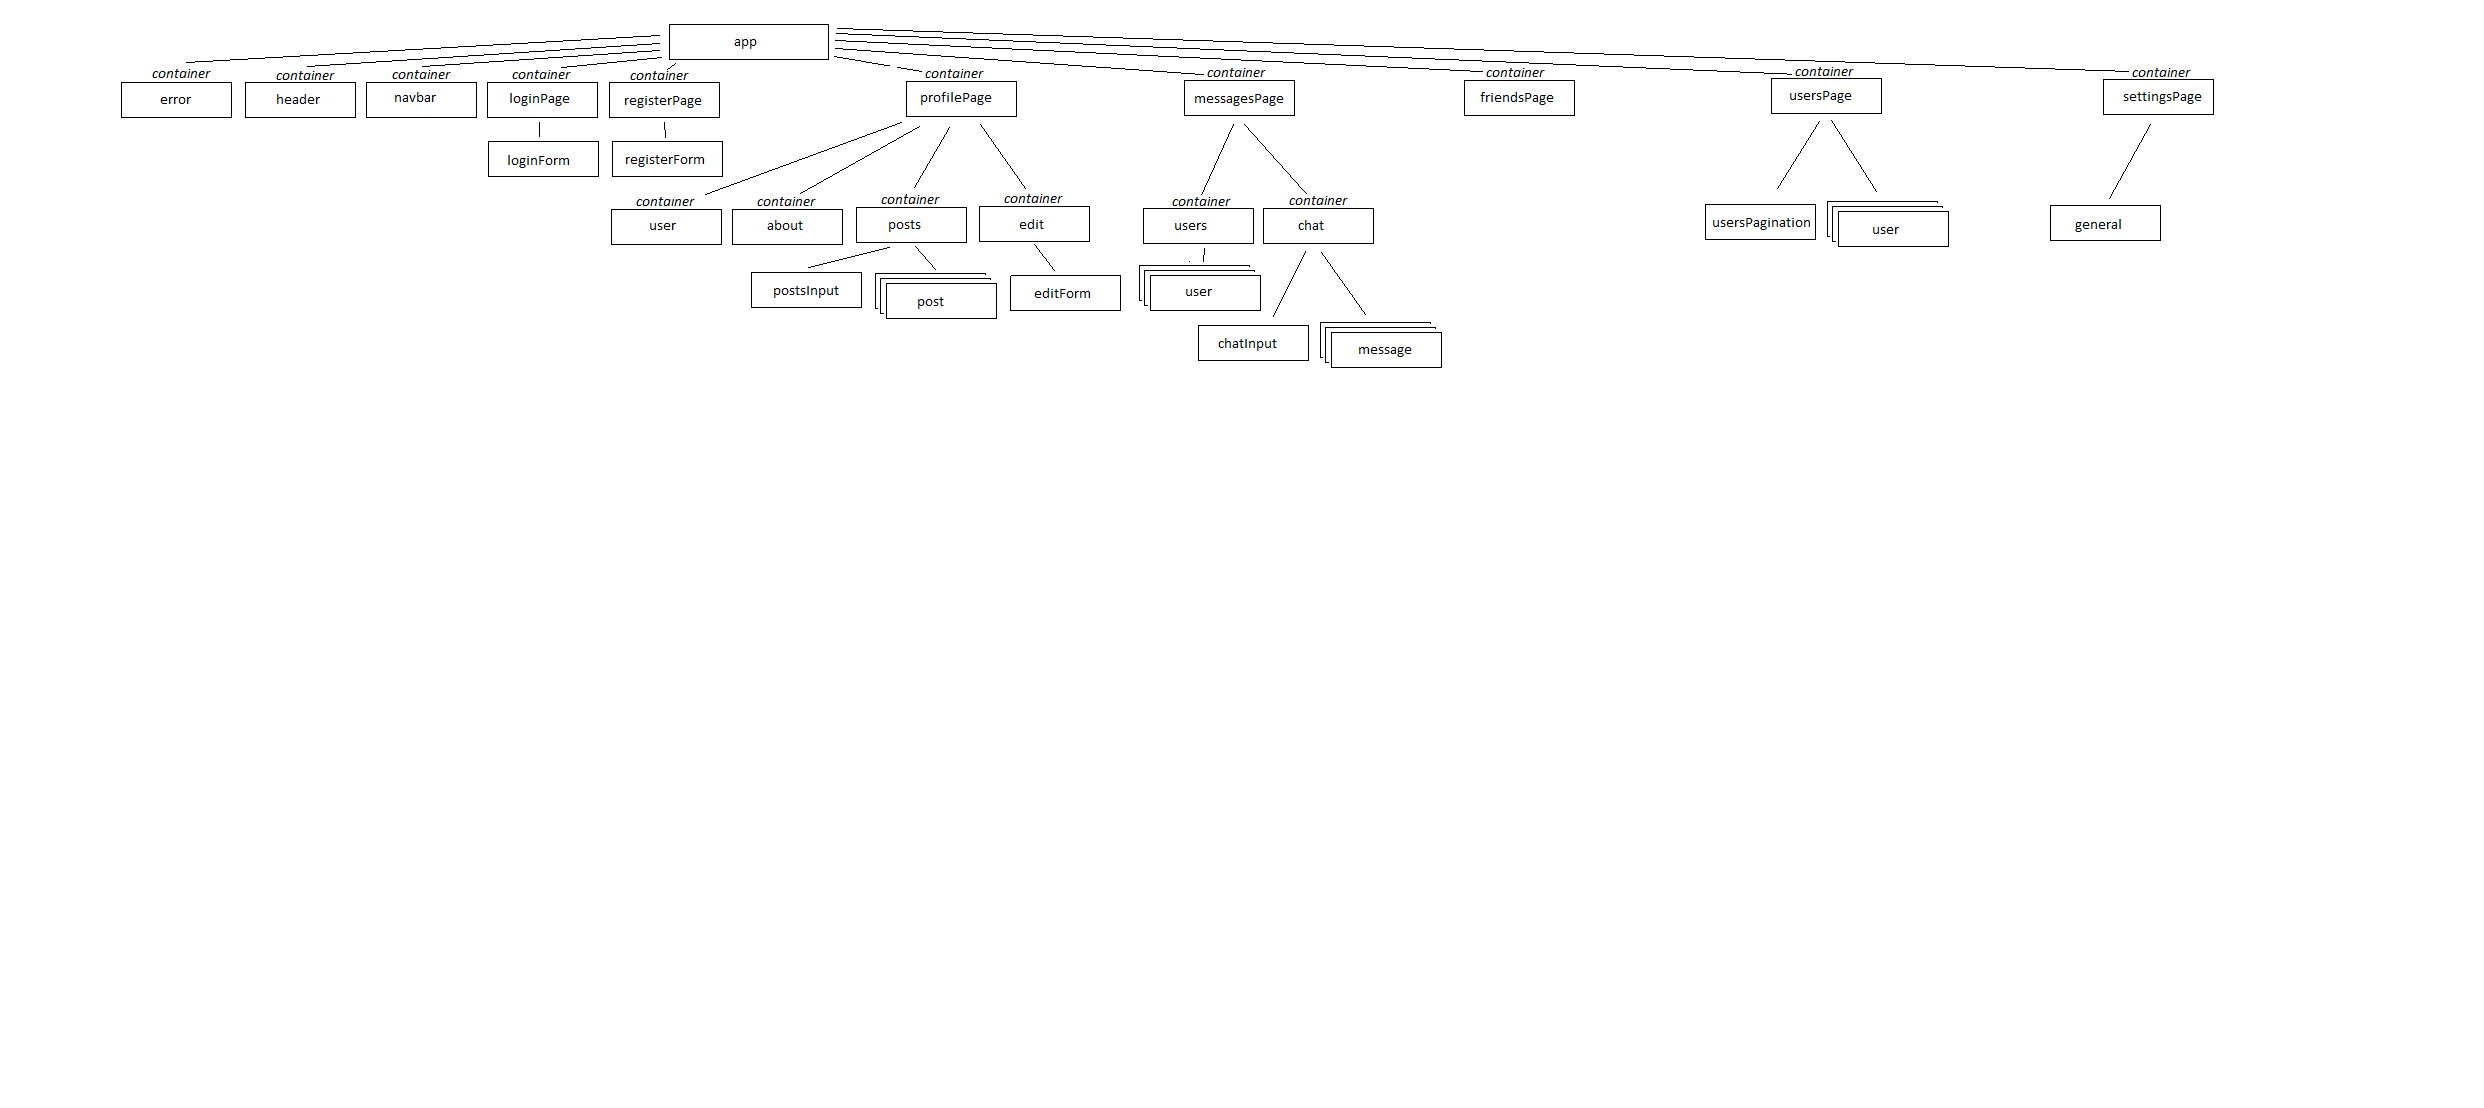 app
container
container
container
container
container
container
container
container
container
container
error
header
navbar
loginPage
registerPage
profilePage
messagesPage
friendsPage
usersPage
settingsPage
loginForm
registerForm
container
container
container
container
container
container
user
about
posts
edit
users
chat
usersPagination
user
general
postsInput
post
editForm
user
chatInput
message